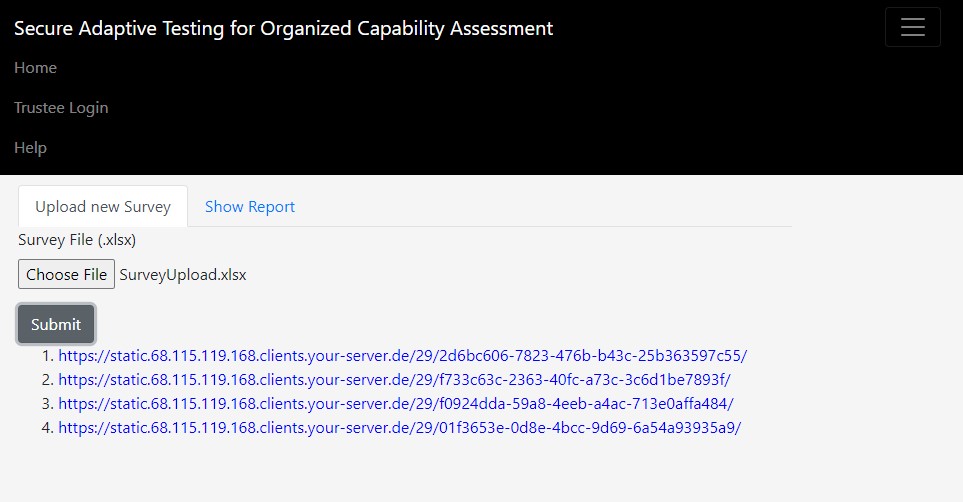 Secure Adaptive Testing for Organized Capability Assessment
Home
Trustee Login
Help
Upload new Survey Show Report
Survey File (.xlsx)
Choose File SurveyUpload.xlsx
Submit
1. https://static.68.115.119.168.clients.your-server.de/29/2d6bc606-7823-476b-b43c-25b363597c55/
2. https://static.68.115.119.168.clients.your-server.de/29/f733c63c-2363-40fc-a73c-3c6d1be7893f/
3. https://static.68.115.119.168.clients.your-server.de/29/f0924dda-59a8-4eeb-a4ac-713e0affa484/
4. https://static.68.115.119.168.clients.your-server.de/29/01f3653e-0d8e-4bcc-9d69-6a54a93935a9/